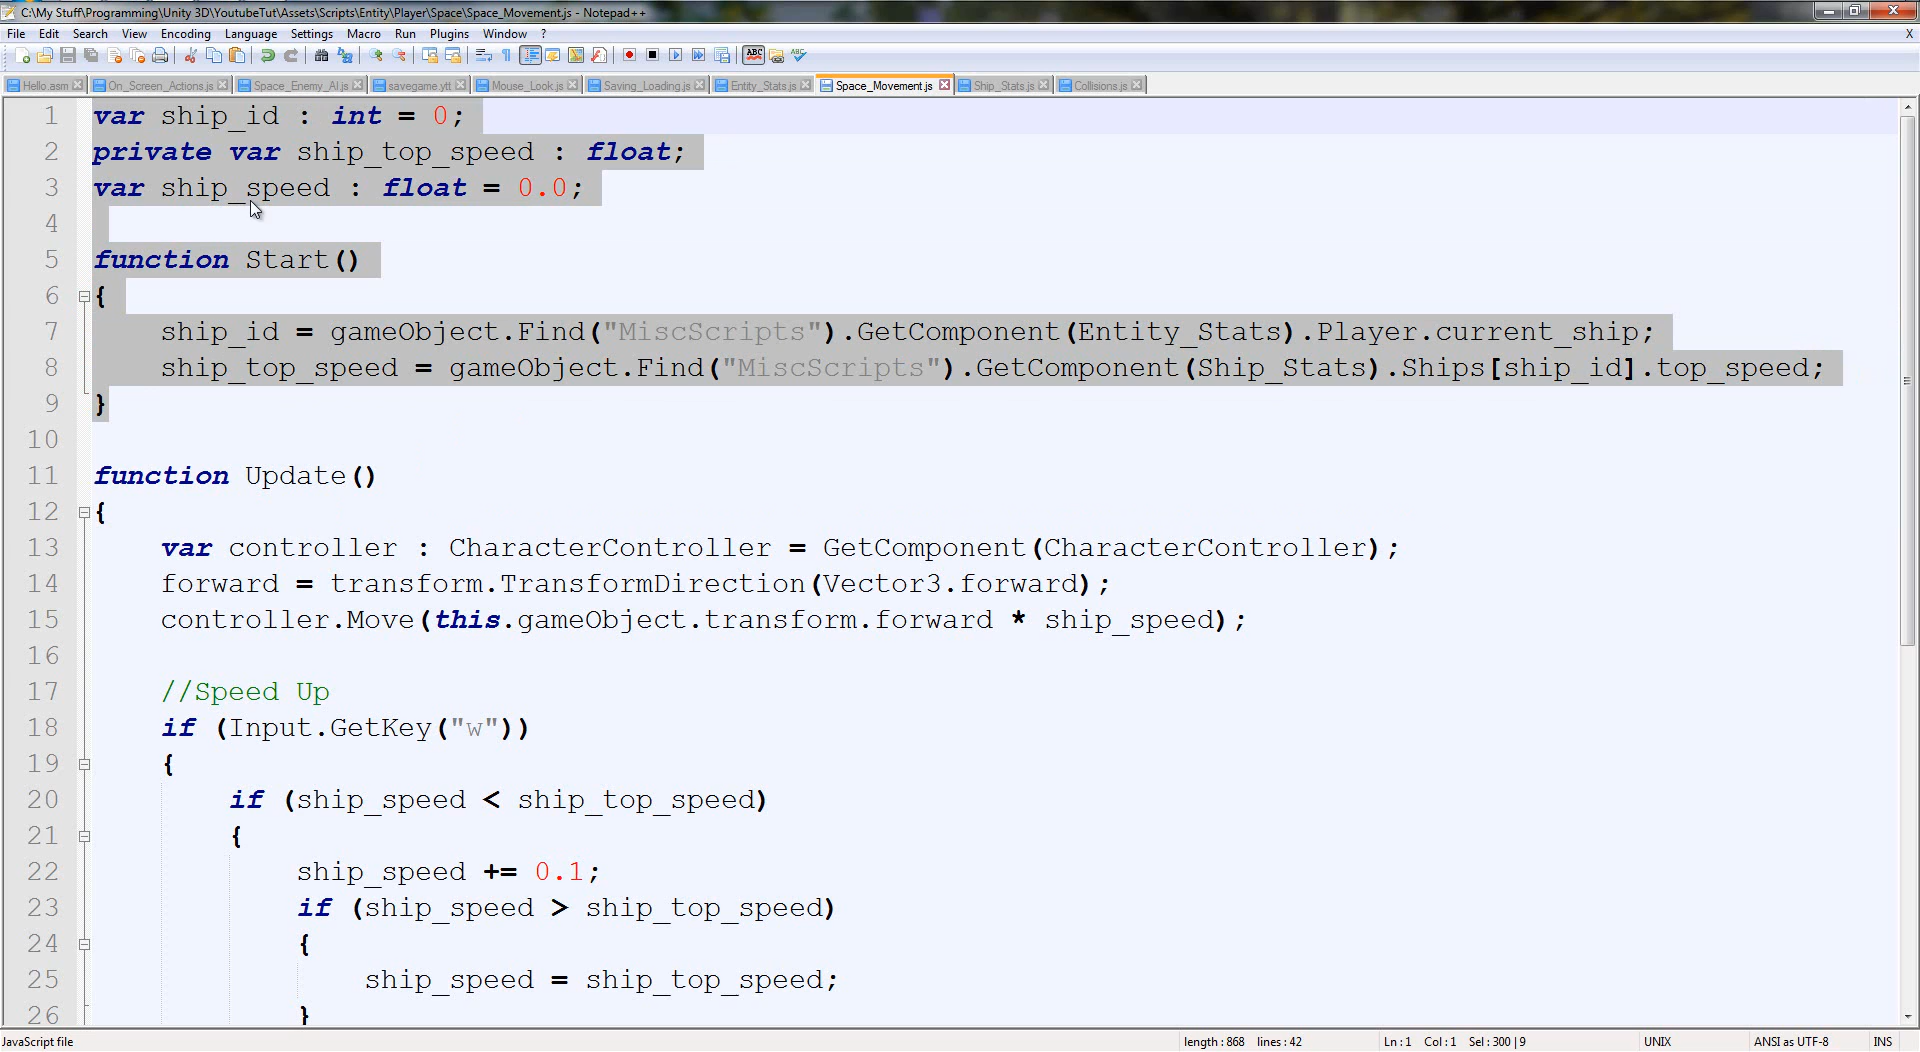 C:\My Stuff\Programming\Unity 3D\YoutubeTut\Assets\Scripts\Entity\Player\Space\Space_Movement.js - Notepad++
File Edit Search View Encoding Language Settings Macro Run Plugins Window ? X
Hello.asm On_Screen_Actions.js Space_Enemy_AI.js savegame.ytt Mouse_Look.js Saving_Loading.js Entity_Stats.js Space_Movement.js Ship_Stats.js Collisions.js
1 var ship_id : int = 0;
2 private var ship_top_speed : float;
3 var ship_speed : float = 0.0;
4
5 function Start()
6 {
7 ship_id = gameObject.Find("MiscScripts").GetComponent(Entity_Stats).Player.current_ship;
8 ship_top_speed = gameObject.Find("MiscScripts").GetComponent(Ship_Stats).Ships[ship_id].top_speed;
9 }
10
11 function Update()
12 {
13 var controller : CharacterController = GetComponent(CharacterController);
14 forward = transform.TransformDirection(Vector3.forward);
15 controller.Move(this.gameObject.transform.forward * ship_speed);
16
17 //Speed Up
18 if (Input.GetKey("w"))
19 {
20 if (ship_speed < ship_top_speed)
21 {
22 ship_speed += 0.1;
23 if (ship_speed > ship_top_speed)
24 {
25 ship_speed = ship_top_speed;
26 }
JavaScript file length : 868 lines : 42 Ln : 1 Col : 1 Sel : 300 | 9 UNIX ANSI as UTF-8 INS